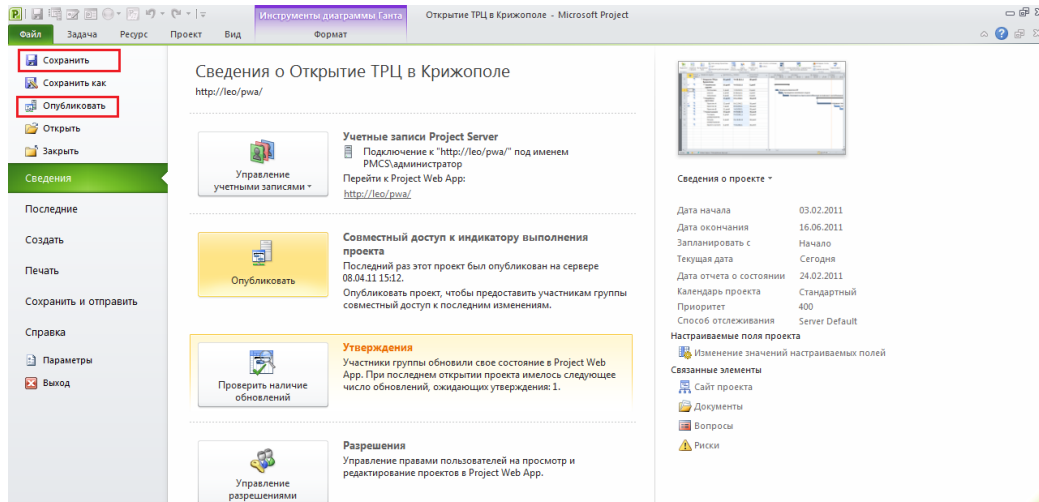 Инструменты диаграммы Ганта
Открытие ТРЦ в Крижополе - Microsoft Project
Файл Задача Ресурс Проект Вид Формат
Сохранить
Сохранить как
Опубликовать
Открыть
Закрыть
Сведения
Последние
Создать
Печать
Сохранить и отправить
Справка
Параметры
Выход
Сведения о Открытие ТРЦ в Крижополе
http://leo/pwa/
Управление
учетными записями
Учетные записи Project Server
Подключение к "http://leo/pwa/" под именем
PMCS\администратор
Перейти к Project Web App:
http://leo/pwa/
Опубликовать
Совместный доступ к индикатору выполнения
проекта
Последний раз этот проект был опубликован на сервере
08.04.11 15:12.
Опубликовать проект, чтобы предоставить участникам группы
совместный доступ к последним изменениям.
Проверить наличие
обновлений
Утверждения
Участники группы обновили свое состояние в Project Web
App. При последнем открытии проекта имелось следующее
число обновлений, ожидающих утверждения: 1.
Управление
разрешениями
Разрешения
Управление правами пользователей на просмотр и
редактирование проектов в Project Web App.
Сведения о проекте
Дата начала 03.02.2011
Дата окончания 16.06.2011
Запланировать с Начало
Текущая дата Сегодня
Дата отчета о состоянии 24.02.2011
Календарь проекта Стандартный
Приоритет 400
Способ отслеживания Server Default
Настраиваемые поля проекта
Изменение значений настраиваемых полей
Связанные элементы
Сайт проекта
Документы
Вопросы
Риски